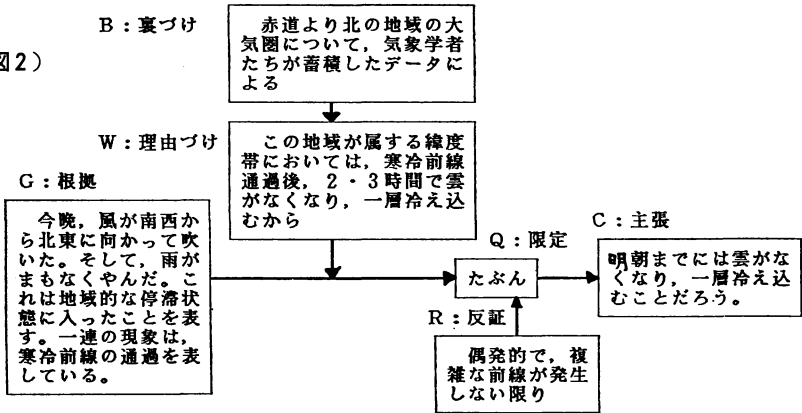 図2）
B：裏づけ
赤道より北の地域の大
気圏について，気象学者
たちが蓄積したデータに
よる
W：理由づけ
この地域が属する緯度
帯においては，寒冷前線
通過後，2・3時間で雲
がなくなり，一層冷え込
むから
G：根拠
今晩，風が南西か
ら北東に向かって吹
いた。そして，雨が
まもなくやんだ。こ
れは地域的な停滞状
態に入ったことを表
す。一連の現象は，
寒冷前線の通過を表
している。
Q：限定
たぶん
C：主張
明朝までには雲がな
くなり，一層冷え込
むことだろう。
R：反証
偶発的で，複
雑な前線が発生
しない限り